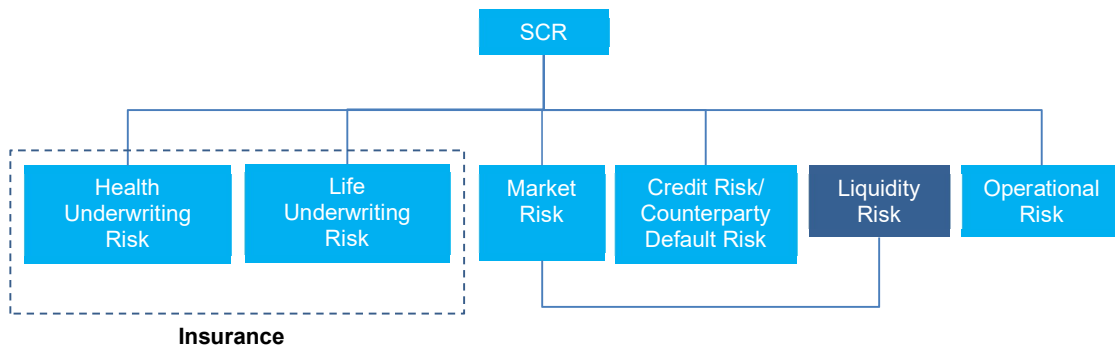 SCR
Health
Underwriting
Risk
Life
Underwriting
Risk
Market
Risk
Credit Risk/
Counterparty
Default Risk
Liquidity
Risk
Operational
Risk
Insurance